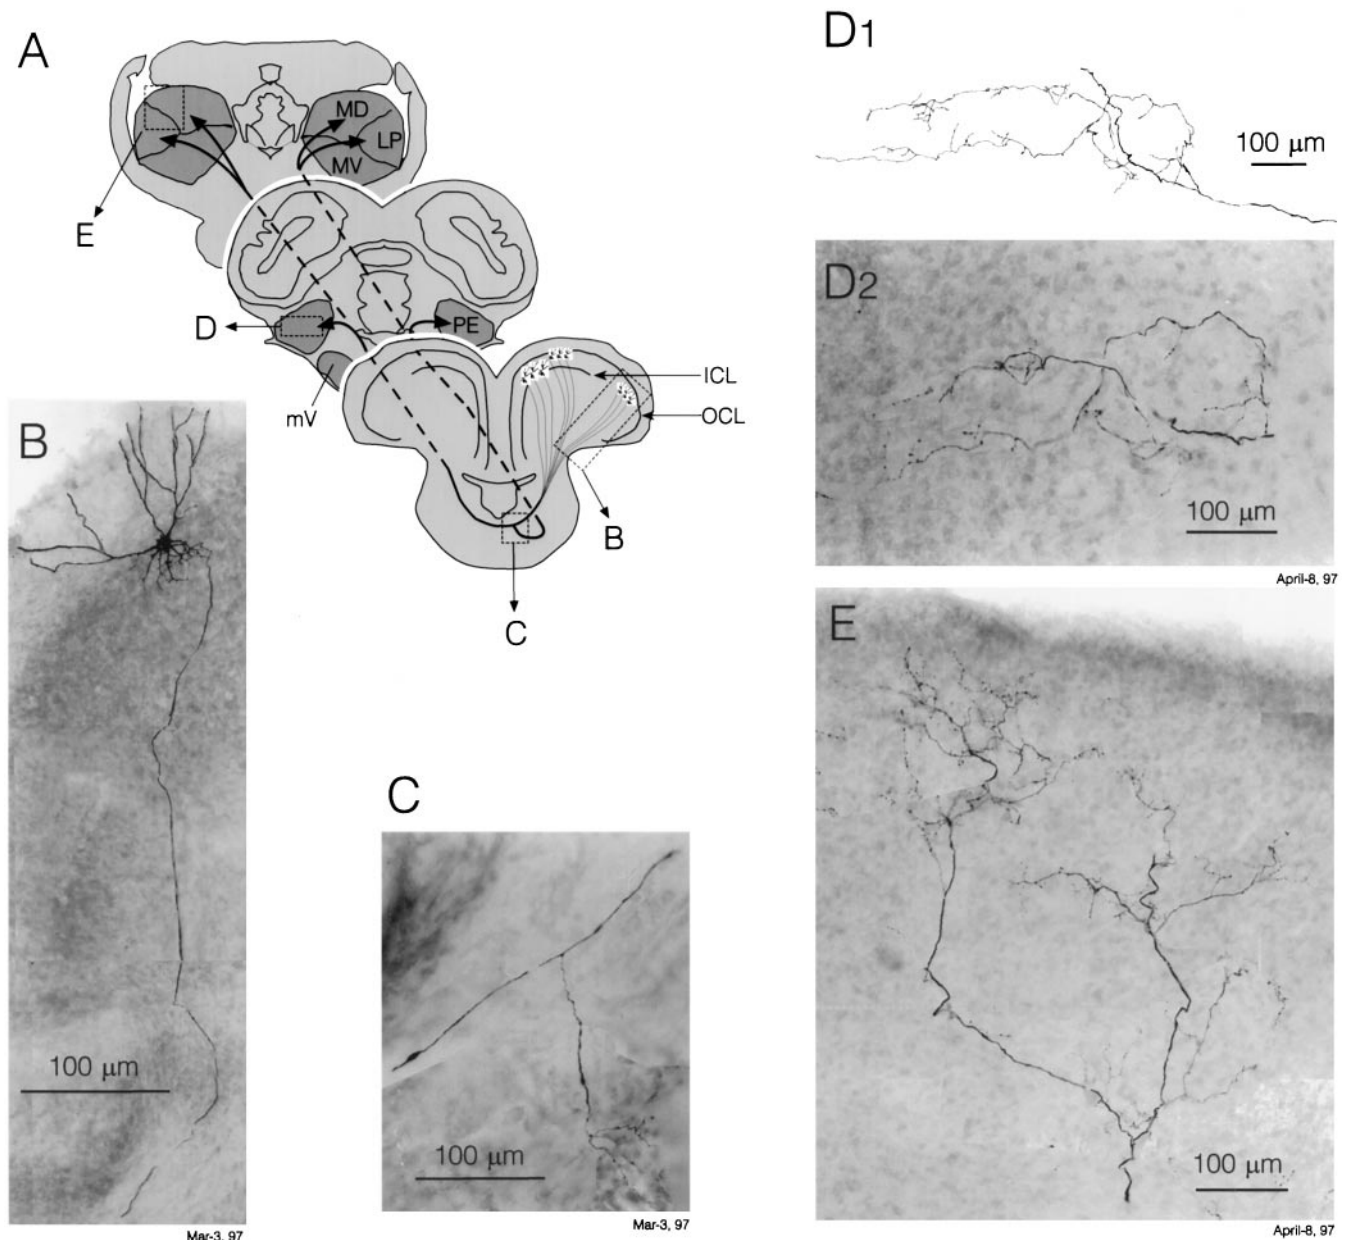 A
MD
LP
MV
E
D
PE
mV
ICL
OCL
B
C
B
100 μm
Mar-3, 97
C
100 μm
Mar-3, 97
D1
100 μm
D2
100 μm
April-8, 97
E
100 μm
April-8, 97